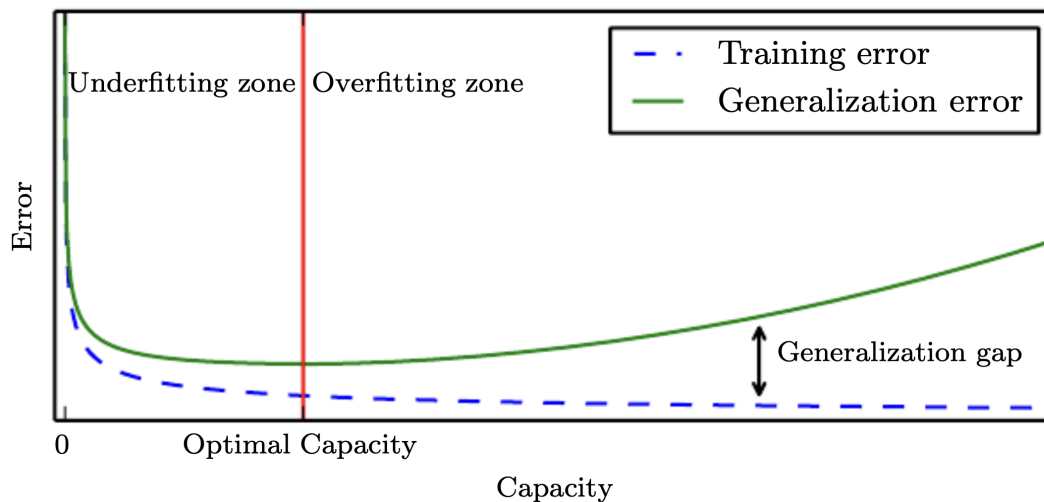 Training error
Generalization error
Underfitting zone
Overfitting zone
Error
Generalization gap
0
Optimal Capacity
Capacity